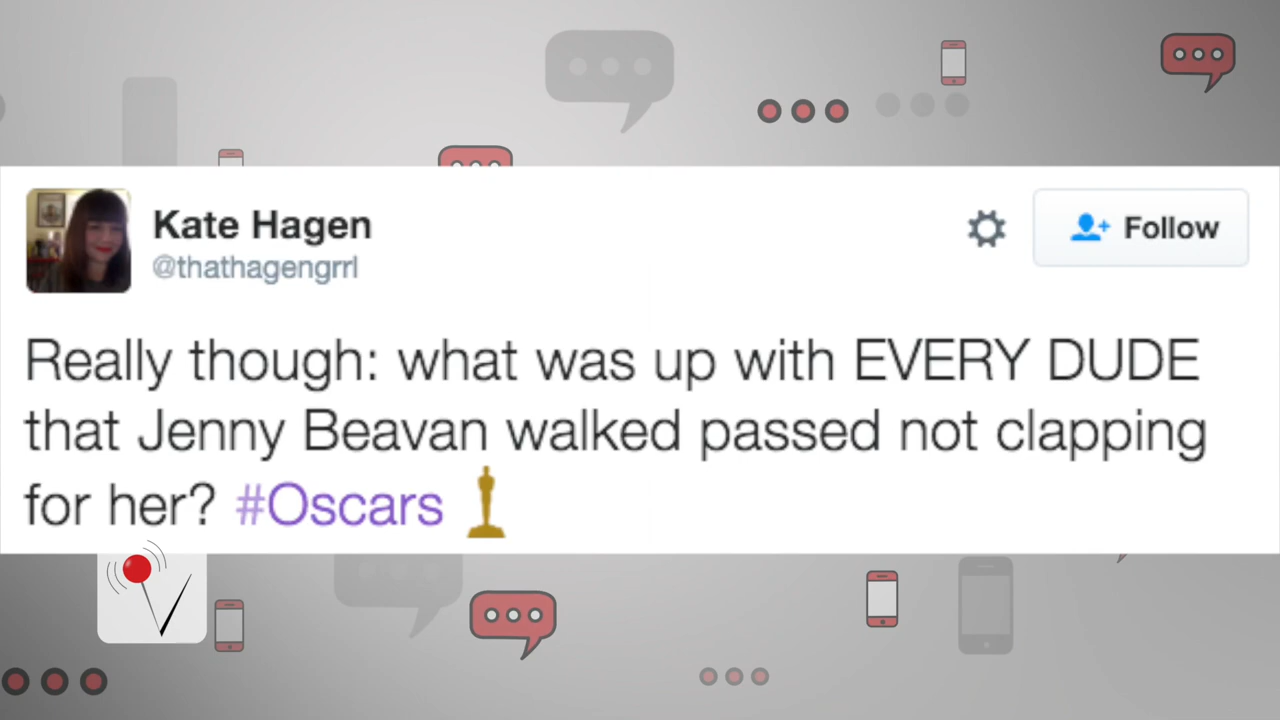 Kate Hagen
@thathagengrrl
Follow
Really though: what was up with EVERY DUDE
that Jenny Beavan walked passed not clapping
for her? #Oscars